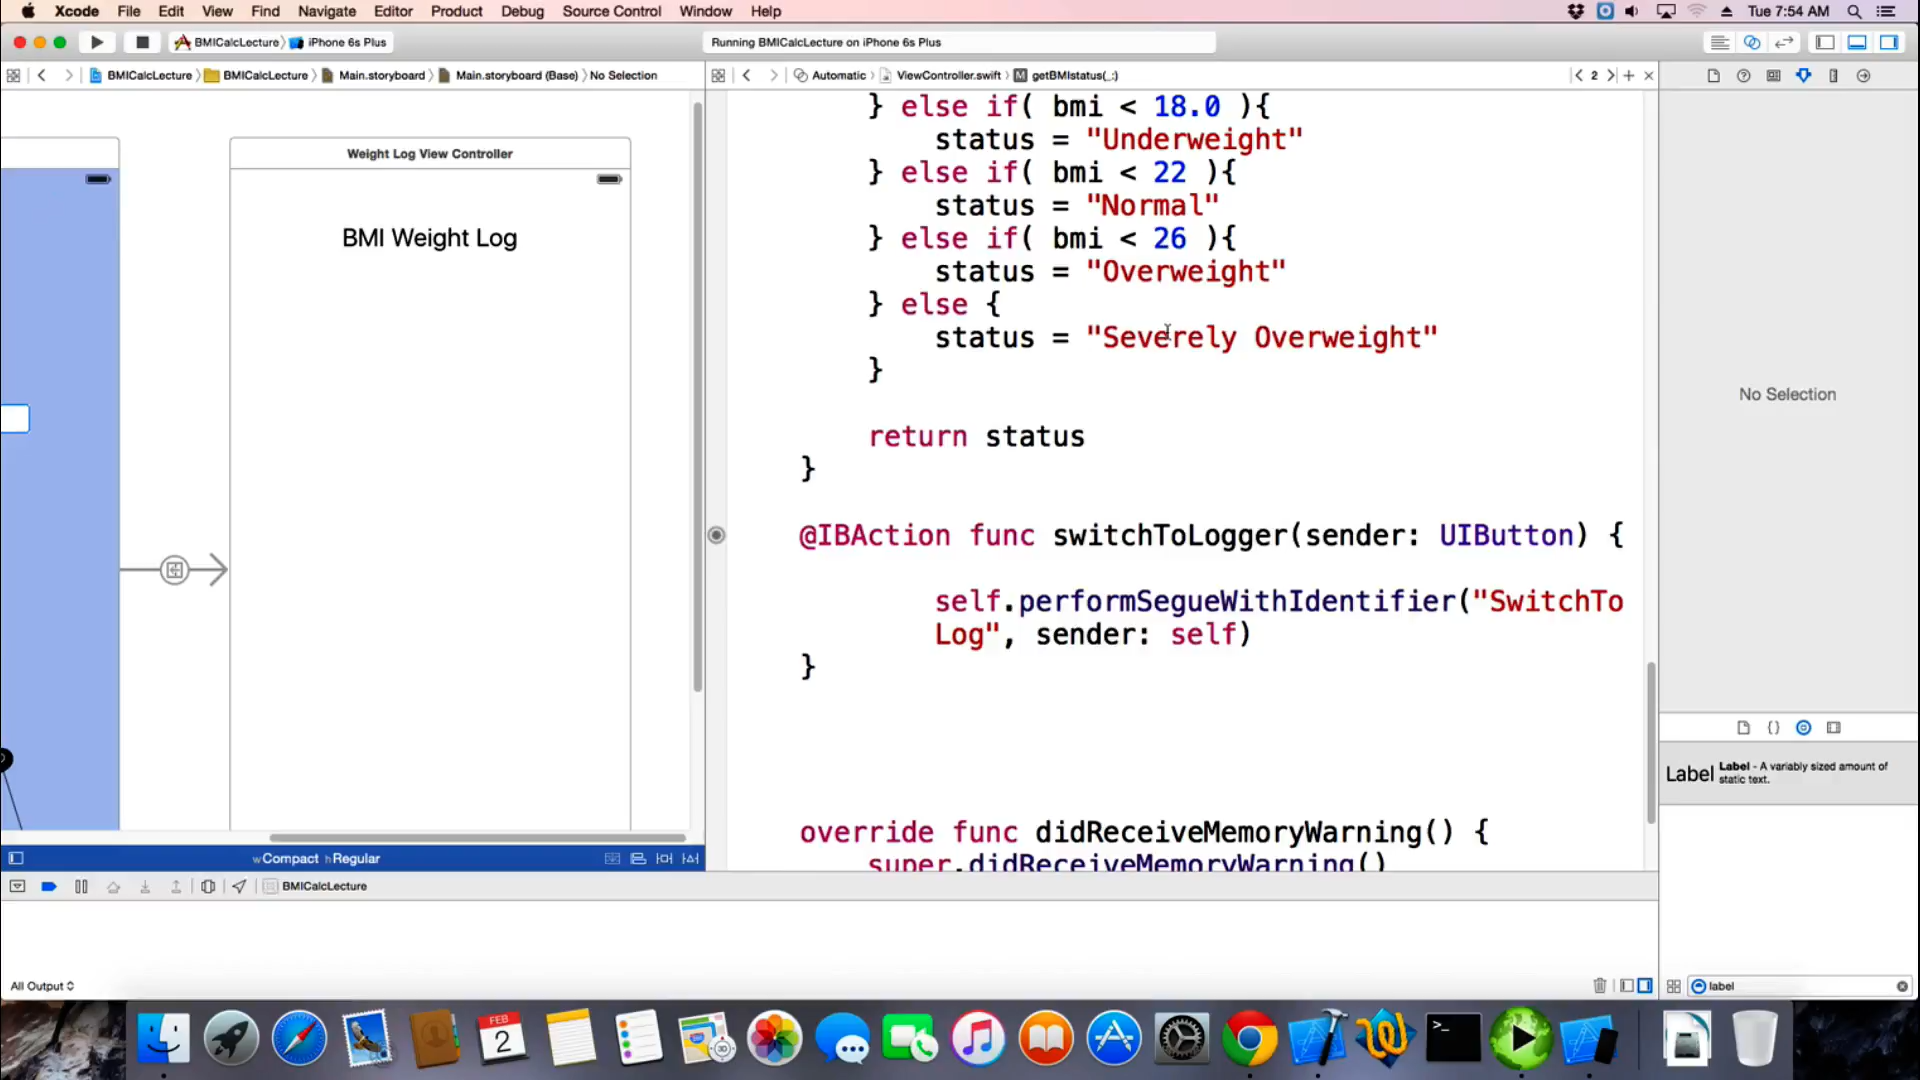 Xcode File Edit View Find Navigate Editor Product Debug Source Control Window Help Tue 7:54 AM
BMICalcLecture iPhone 6s Plus Running BMICalcLecture on iPhone 6s Plus
BMICalcLecture BMICalcLecture Main.storyboard Main.storyboard (Base) No Selection Automatic ViewController.swift M getBMIstatus(_:) < 2 > + ×
Weight Log View Controller
BMI Weight Log
wCompact hRegular
} else if( bmi < 18.0 ){
status = "Underweight"
} else if( bmi < 22 ){
status = "Normal"
} else if( bmi < 26 ){
status = "Overweight"
} else {
status = "Severely Overweight"
}
return status
}
@IBAction func switchToLogger(sender: UIButton) {
self.performSegueWithIdentifier("SwitchTo
Log", sender: self)
}
override func didReceiveMemoryWarning() {
super.didReceiveMemoryWarning()
No Selection
Label Label - A variably sized amount of
static text.
BMICalcLecture
All Output
label
FEB
2